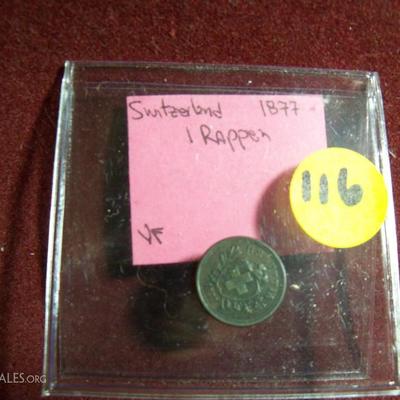 Switzerland 1877
1 Rappen
116
VF
ALES.ORG